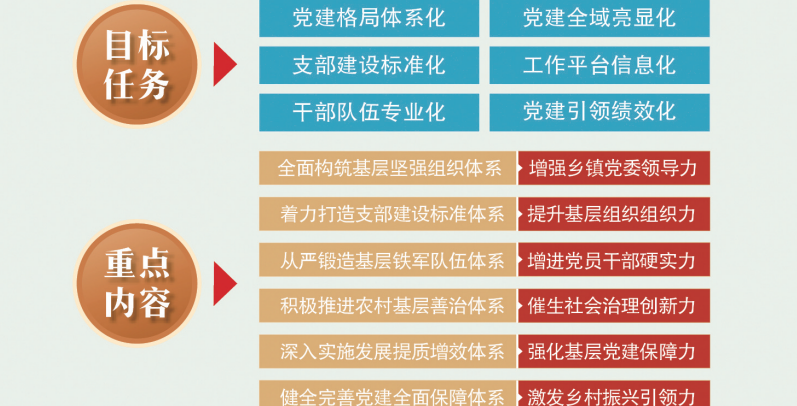 目标
任务
党建格局体系化
党建全域亮显化
支部建设标准化
工作平台信息化
干部队伍专业化
党建引领绩效化
重点
内容
全面构筑基层坚强组织体系
增强乡镇党委领导力
着力打造支部建设标准体系
提升基层组织组织力
从严锻造基层铁军队伍体系
增进党员干部硬实力
积极推进农村基层善治体系
催生社会治理创新力
深入实施发展提质增效体系
强化基层党建保障力
健全完善党建全面保障体系
激发乡村振兴引领力